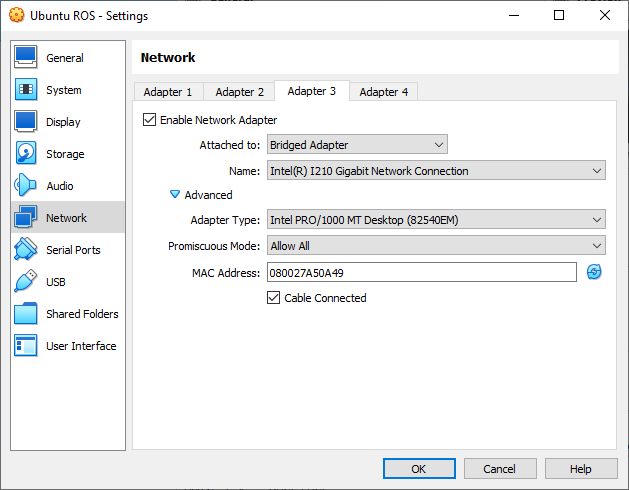 Ubuntu ROS - Settings
General
System
Display
Storage
Audio
Network
Serial Ports
USB
Shared Folders
User Interface
Network
Adapter 1 Adapter 2 Adapter 3 Adapter 4
Enable Network Adapter
Attached to: Bridged Adapter
Name: Intel(R) I210 Gigabit Network Connection
Advanced
Adapter Type: Intel PRO/1000 MT Desktop (82540EM)
Promiscuous Mode: Allow All
MAC Address: 080027A50A49
Cable Connected
OK Cancel Help